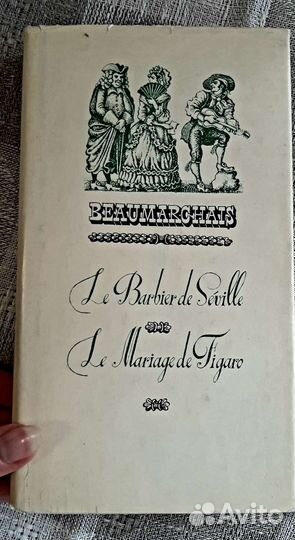 BEAUMARCHAIS
Le Barbier de Séville
Le Mariage de Figaro
Avito